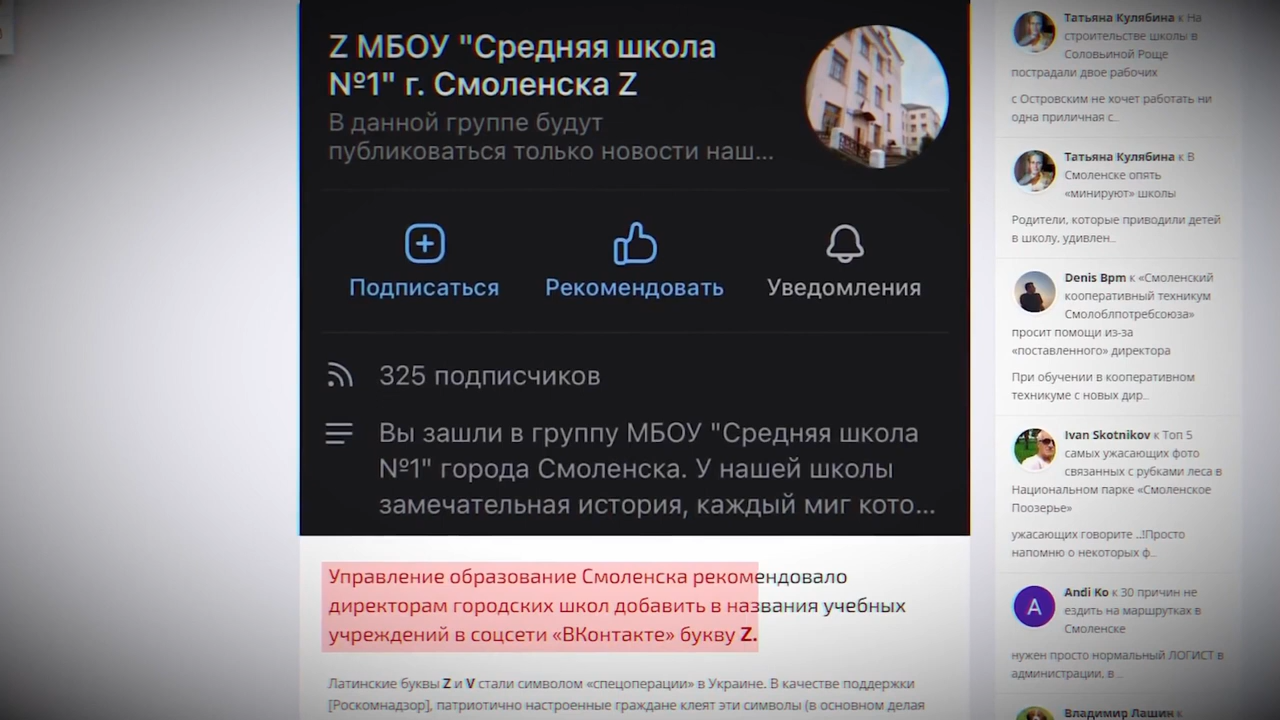 Z МБОУ "Средняя школа
№1" г. Смоленска Z
В данной группе будут
публиковаться только новости наш...
Подписаться
Рекомендовать
Уведомления
325 подписчиков
Вы зашли в группу МБОУ "Средняя школа
№1" города Смоленска. У нашей школы
замечательная история, каждый миг кото...
Управление образование Смоленска рекомендовало
директорам городских школ добавить в названия учебных
учреждений в соцсети «ВКонтакте» букву Z.
Латинские буквы Z и V стали символом «спецоперации» в Украине. В качестве поддержки
[Роскомнадзор], патриотично настроенные граждане клеят эти символы (в основном делая
Татьяна Кулябина к На
строительстве школы в
Соловьиной Роще
пострадали двое рабочих
с Островским не хочет работать ни
одна приличная с..
Татьяна Кулябина к В
Смоленске опять
«минируют» школы
Родители, которые приводили детей
в школу, удивлен..
Denis Bpm к «Смоленский
кооперативный техникум
Смолоблпотребсоюза»
просит помощи из-за
«поставленного» директора
При обучении в кооперативном
техникуме с новых дир..
Ivan Skotnikov к Топ 5
самых ужасающих фото
связанных с рубками леса в
Национальном парке «Смоленское
Поозерье»
ужасающих говорите ..!Просто
напомню о некоторых ф..
A
Andi Ko к 30 причин не
ездить на маршрутках в
Смоленске
нужен просто нормальный ЛОГИСТ в
администрации, в ..
Владимир Лашин к